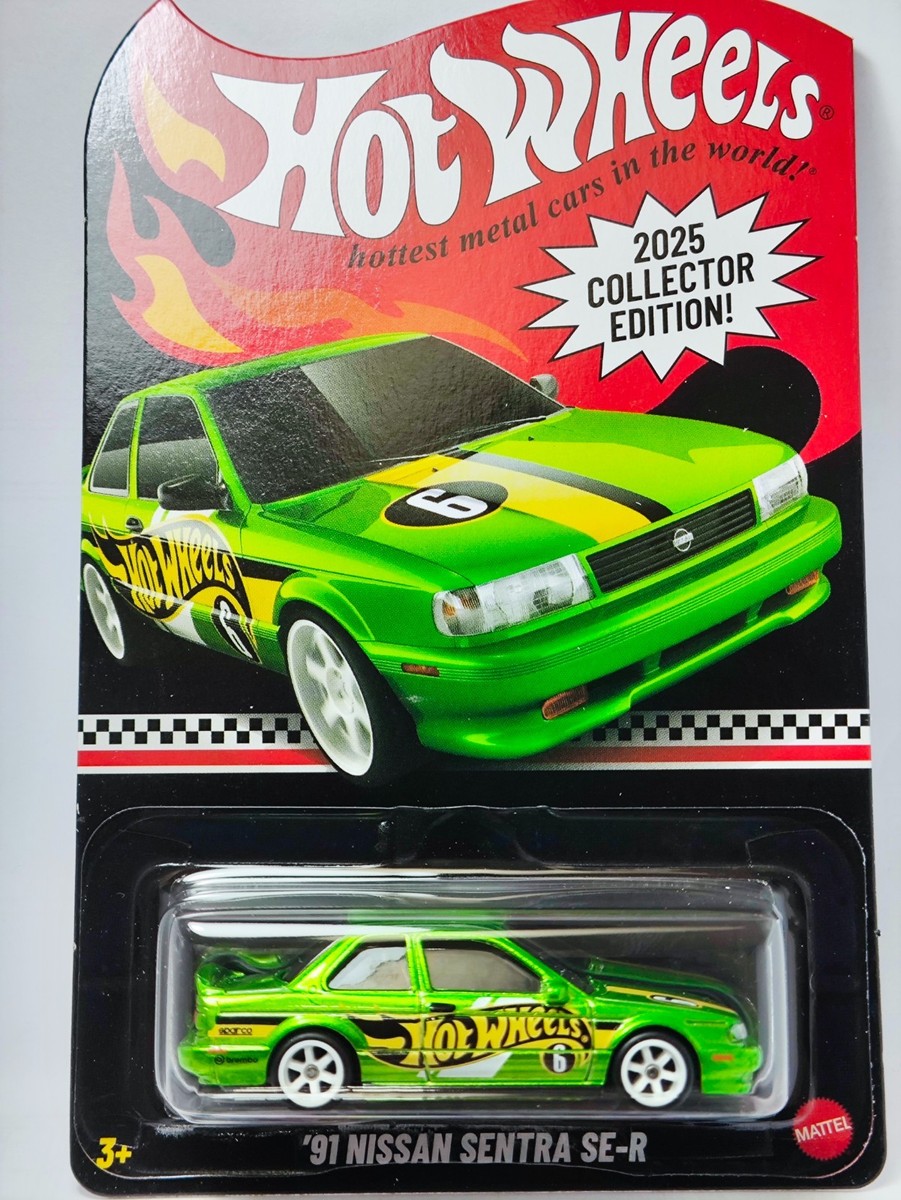 Hot Wheels®
hottest metal cars in the world!®
2025
COLLECTOR
EDITION!
6
HOT WHEELS
6
HOT WHEELS
6
sparco
brembo
MATTEL
3+
'91 NISSAN SENTRA SE-R